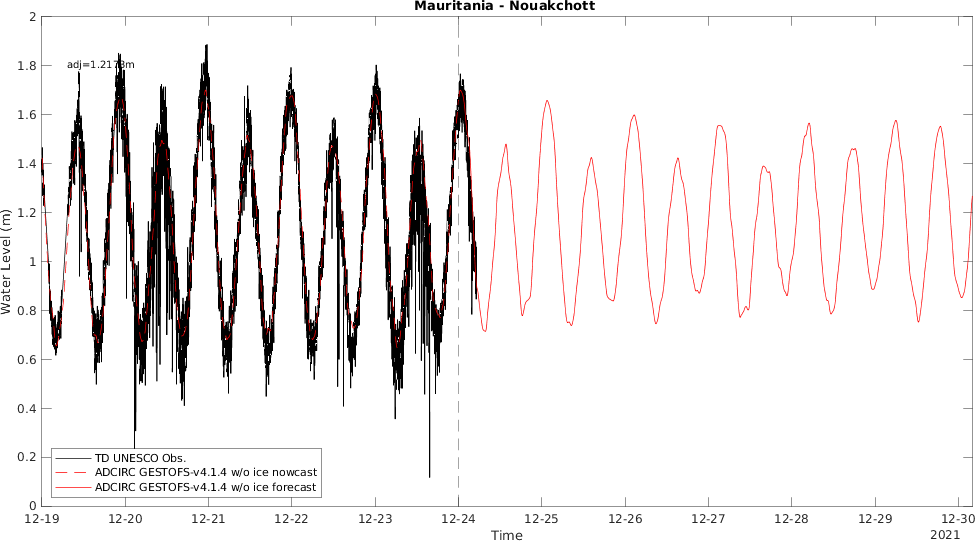 Mauritania - Nouakchott
2
1.8
1.6
1.4
1.2
1
0.8
0.6
0.4
0.2
0
Water Level (m)
adj=1.2173m
TD UNESCO Obs.
ADCIRC GESTOFS-v4.1.4 w/o ice nowcast
ADCIRC GESTOFS-v4.1.4 w/o ice forecast
12-19 12-20 12-21 12-22 12-23 12-24 12-25 12-26 12-27 12-28 12-29 12-30
Time
2021